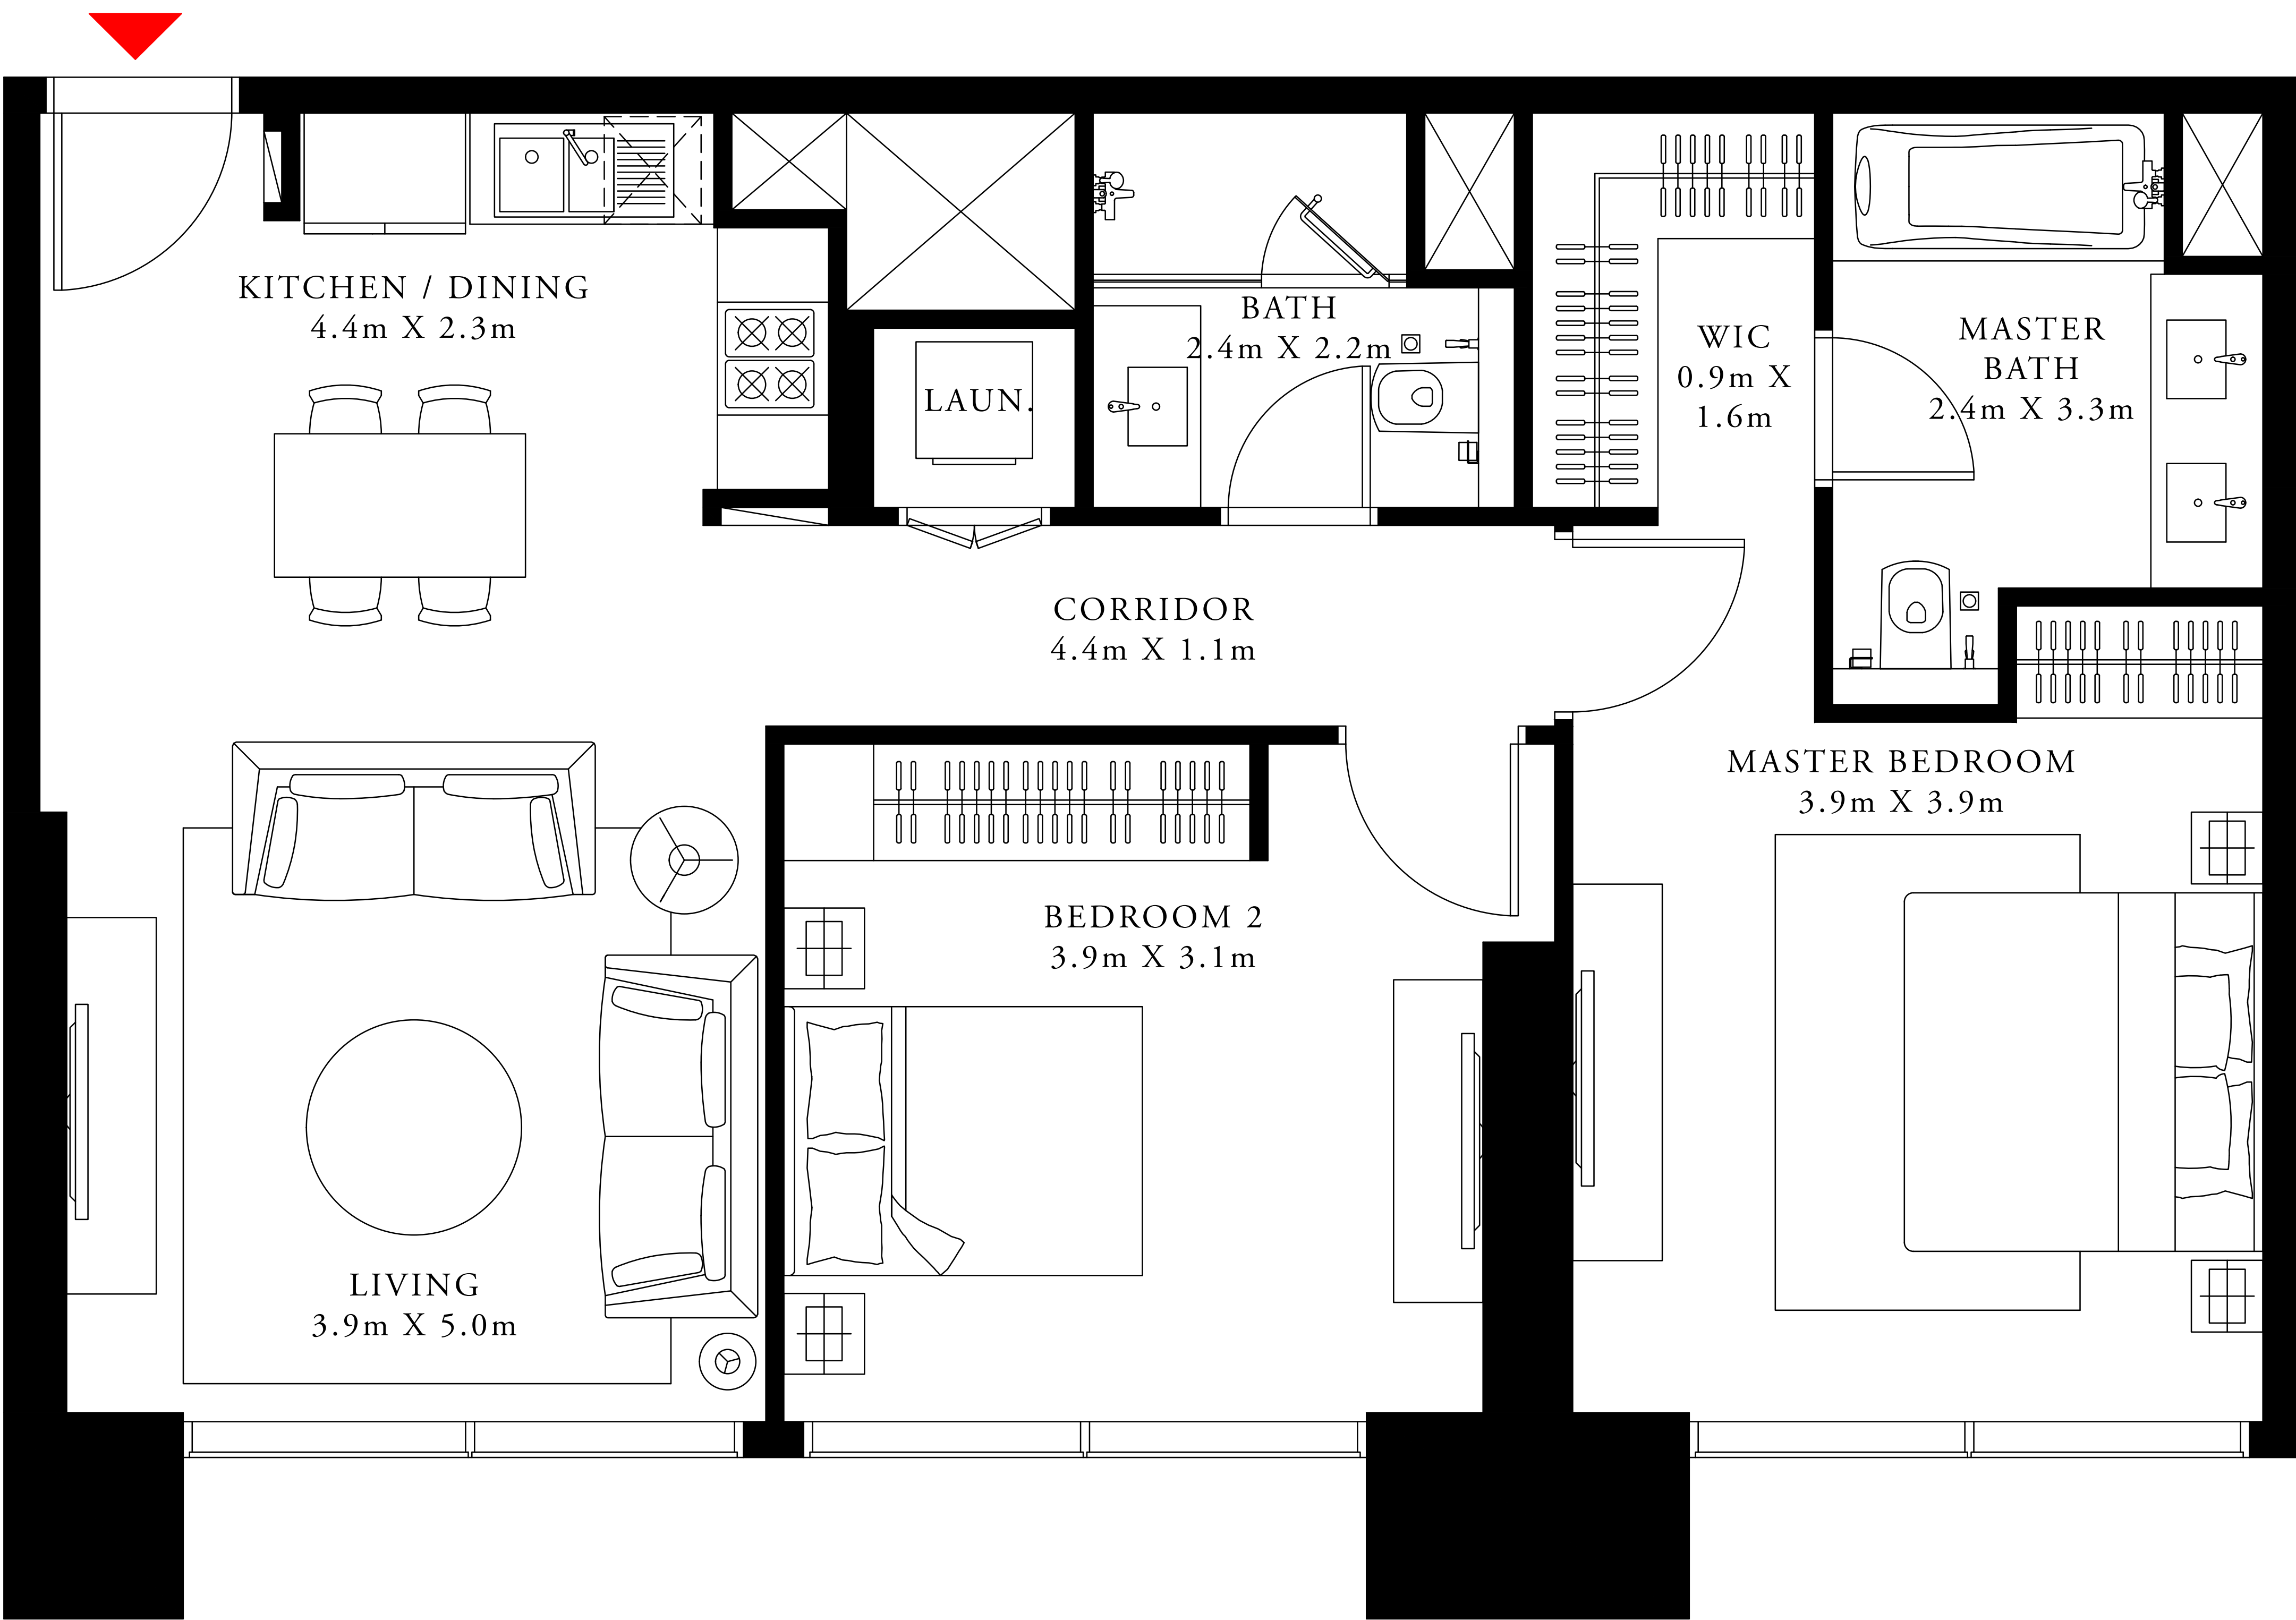 KITCHEN / DINING
4.4m X 2.3m
BATH
2.4m X 2.2m
LAUN.
WIC
0.9m X
1.6m
MASTER
BATH
2.4m X 3.3m
CORRIDOR
4.4m X 1.1m
MASTER BEDROOM
3.9m X 3.9m
BEDROOM 2
3.9m X 3.1m
LIVING
3.9m X 5.0m